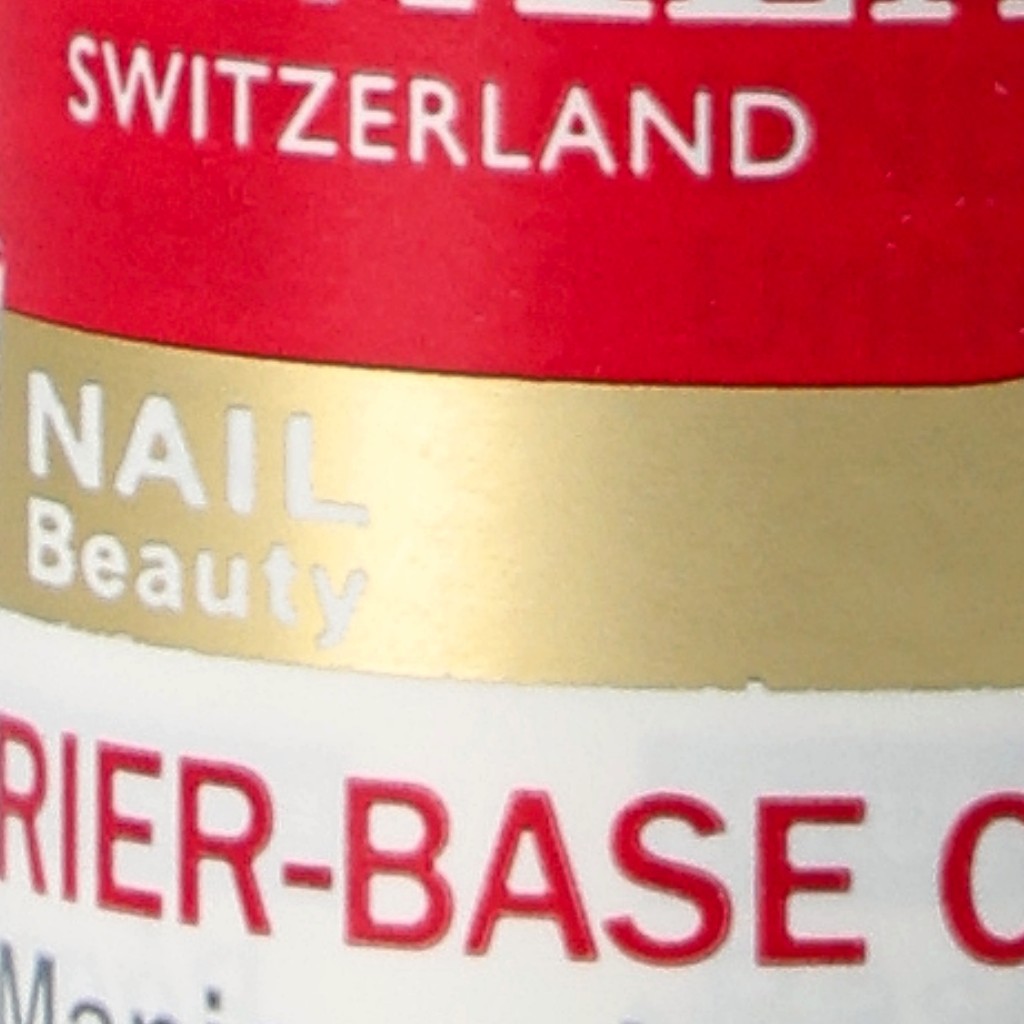 SWITZERLAND
NAIL
Beauty
RIER-BASE C